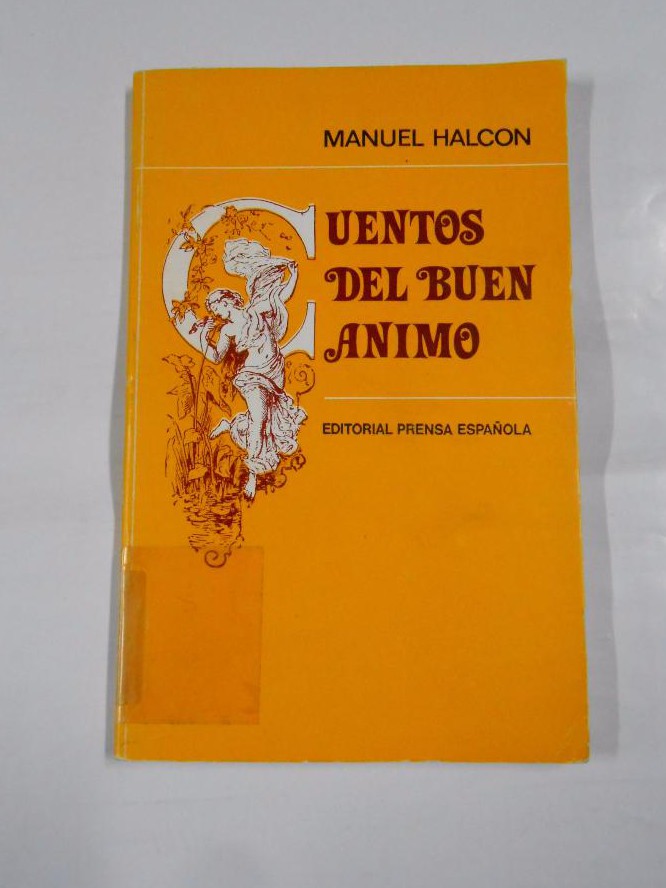 MANUEL HALCON
CUENTOS
DEL BUEN
ANIMO
EDITORIAL PRENSA ESPAÑOLA